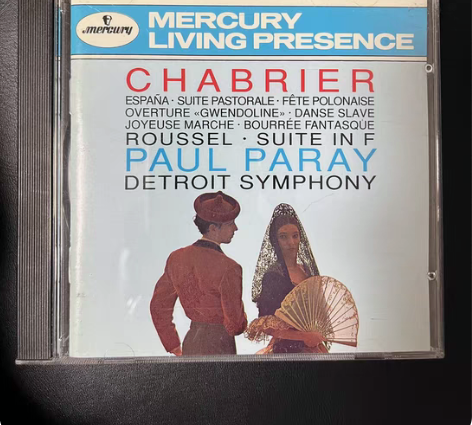 mercury
MERCURY
LIVING PRESENCE
CHABRIER
ESPAÑA · SUITE PASTORALE · FÊTE POLONAISE
OVERTURE «GWENDOLINE» · DANSE SLAVE
JOYEUSE MARCHE · BOURRÉE FANTASQUE
ROUSSEL · SUITE IN F
PAUL PARAY
DETROIT SYMPHONY